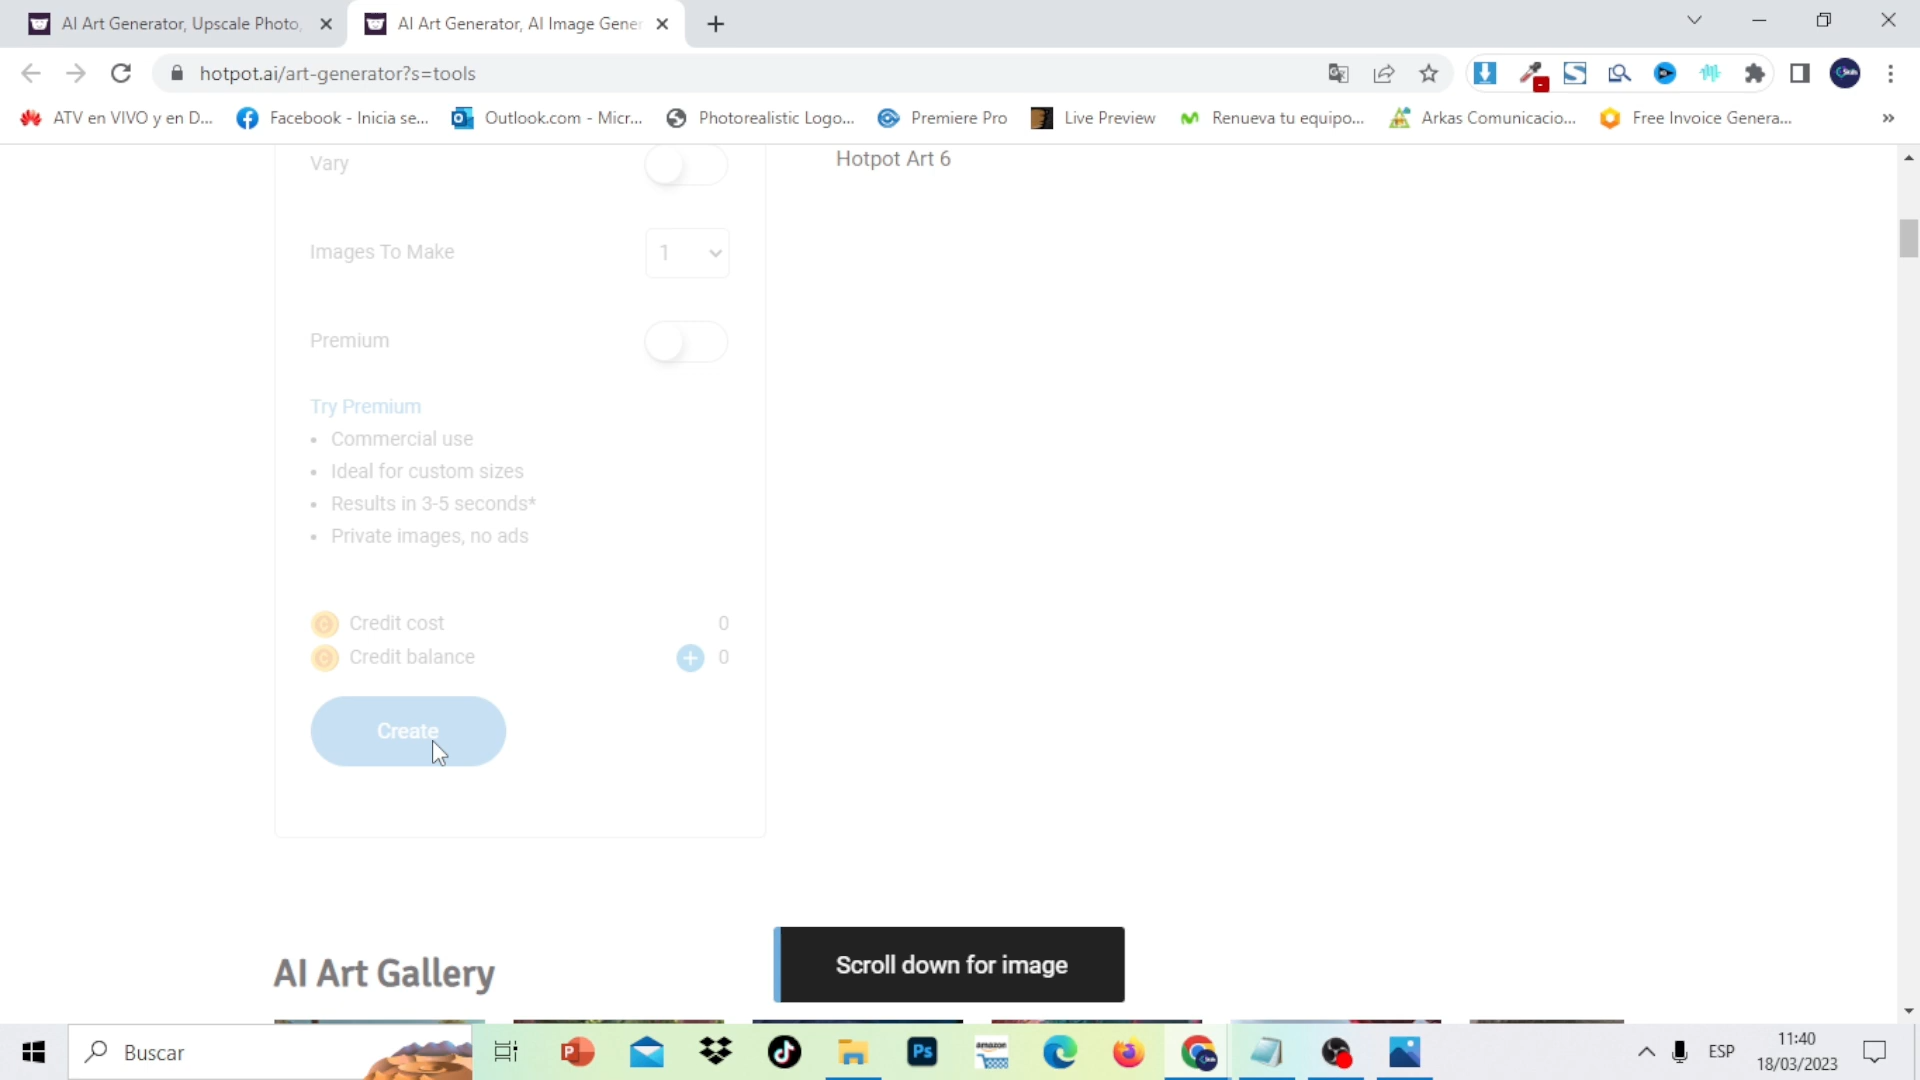 AI Art Generator, Upscale Photo,
AI Art Generator, AI Image Gener
hotpot.ai/art-generator?s=tools
ATV en VIVO y en D...
Facebook - Inicia se...
Outlook.com - Micr...
Photorealistic Logo...
Premiere Pro
Live Preview
Renueva tu equipo...
Arkas Comunicacio...
Free Invoice Genera...
»
Vary
Hotpot Art 6
Images To Make
1
Premium
Try Premium
• Commercial use
• Ideal for custom sizes
• Results in 3-5 seconds*
• Private images, no ads
Credit cost 0
Credit balance + 0
Create
AI Art Gallery
Scroll down for image
Buscar
Ps
amazon
ESP
11:40
18/03/2023